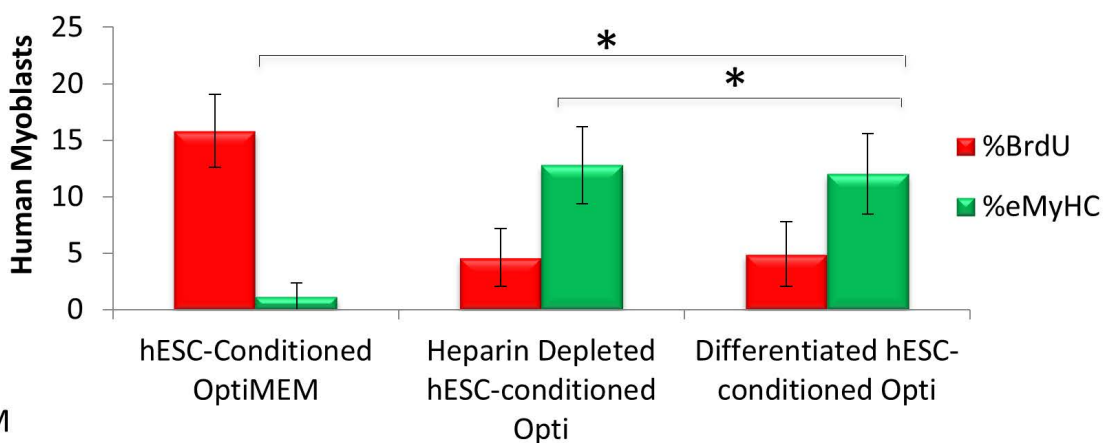 25
*
20
*
15
10
5
0
Human Myoblasts
%BrdU
%eMyHC
hESC-Conditioned
OptiMEM
Heparin Depleted
hESC-conditioned
Opti
Differentiated hESC-
conditioned Opti
M